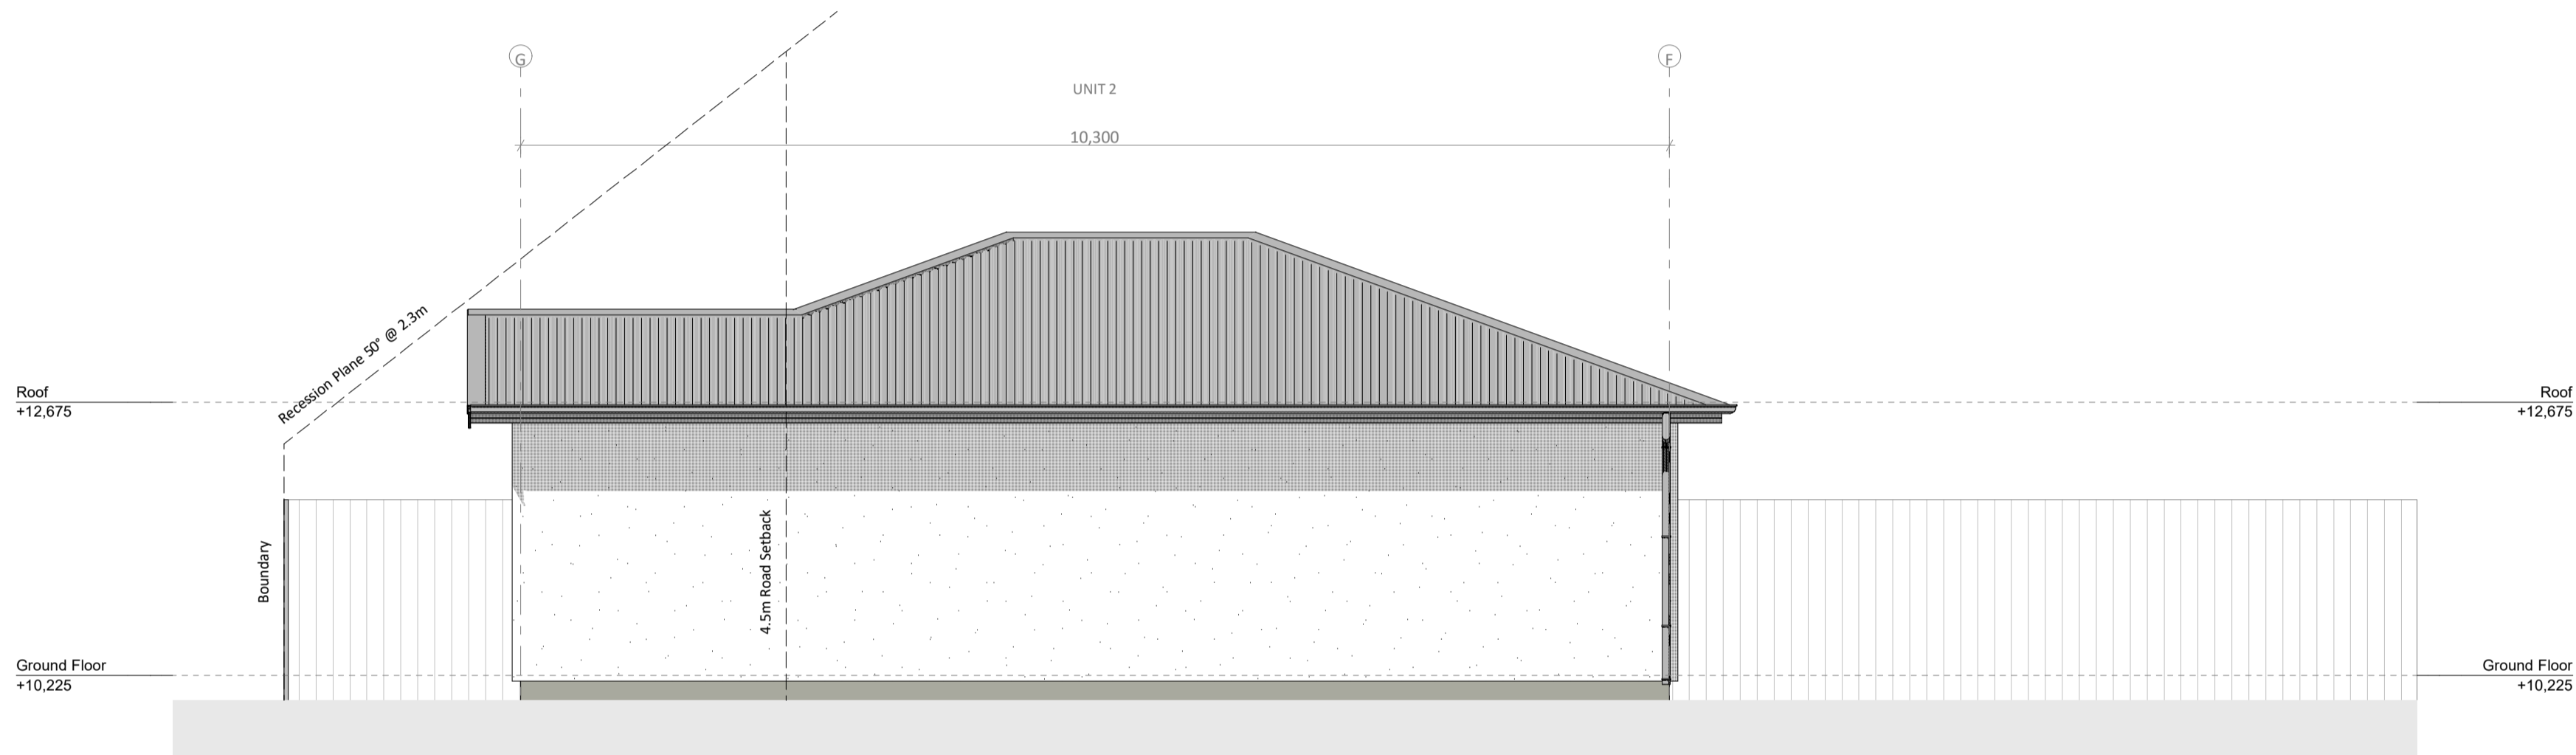 G
F
UNIT 2
10,300
Recession Plane 50° @ 2.3m
Roof
+12,675
Roof
+12,675
Boundary
4.5m Road Setback
Ground Floor
+10,225
Ground Floor
+10,225